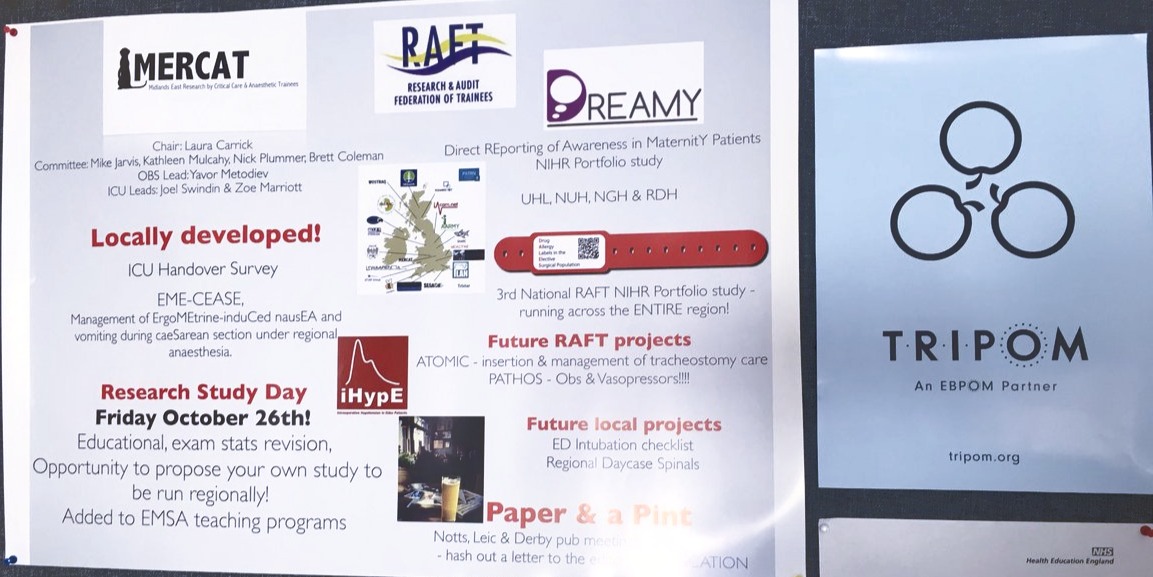 iMERCAT
Midlands East Research by Critical Care & Anaesthetic Trainees
Chair: Laura Carrick
Committee: Mike Jarvis, Kathleen Mulcahy, Nick Plummer, Brett Coleman
OBS Lead: Yavor Metodiev
ICU Leads: Joel Swindin & Zoe Marriott
Locally developed!
ICU Handover Survey
EME-CEASE,
Management of ErgoMEtrine-induCed nausEA and
vomiting during caeSarean section under regional
anaesthesia.
Research Study Day
Friday October 26th!
Educational, exam stats revision,
Opportunity to propose your own study to
be run regionally!
Added to EMSA teaching programs
RAFT
RESEARCH & AUDIT
FEDERATION OF TRAINEES
DREAMY
Direct REporting of Awareness in MaternitY Patients
NIHR Portfolio study
UHL, NUH, NGH & RDH
Drug
Allergy
Labels in the
Elective
Surgical Population
3rd National RAFT NIHR Portfolio study -
running across the ENTIRE region!
iHypE
Future RAFT projects
ATOMIC - insertion & management of tracheostomy care
PATHOS - Obs & Vasopressors!!!!
Future local projects
ED Intubation checklist
Regional Daycase Spinals
Paper & a Pint
Notts, Leic & Derby pub
- hash out a letter to the
TRIPOM
An EBPOM Partner
tripom.org
NHS
Health Education England